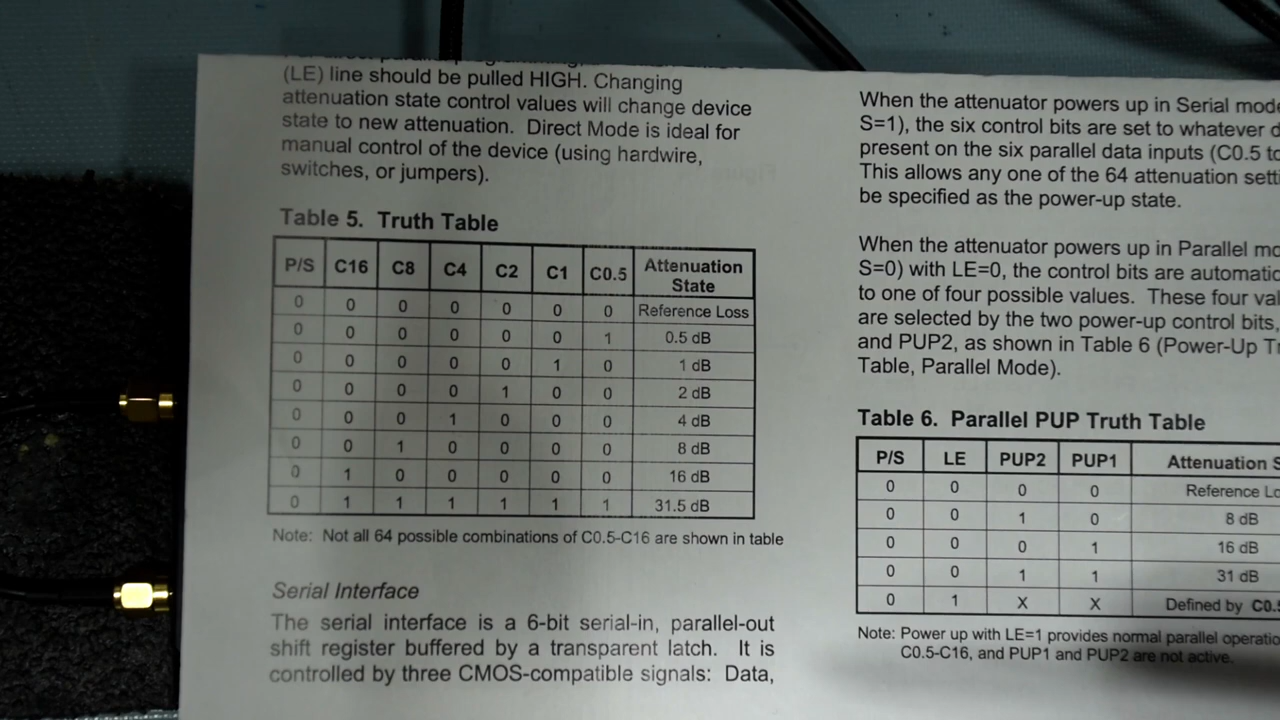 (LE) line should be pulled HIGH. Changing
attenuation state control values will change device
state to new attenuation. Direct Mode is ideal for
manual control of the device (using hardwire,
switches, or jumpers).
Table 5. Truth Table
P/S C16 C8 C4 C2 C1 C0.5 Attenuation State
0 0 0 0 0 0 0 Reference Loss
0 0 0 0 0 0 1 0.5 dB
0 0 0 0 0 1 0 1 dB
0 0 0 0 1 0 0 2 dB
0 0 0 1 0 0 0 4 dB
0 0 1 0 0 0 0 8 dB
0 1 0 0 0 0 0 16 dB
0 1 1 1 1 1 1 31.5 dB
Note: Not all 64 possible combinations of C0.5-C16 are shown in table
Serial Interface
The serial interface is a 6-bit serial-in, parallel-out
shift register buffered by a transparent latch. It is
controlled by three CMOS-compatible signals: Data,
When the attenuator powers up in Serial mode
S=1), the six control bits are set to whatever
present on the six parallel data inputs (C0.5 to
This allows any one of the 64 attenuation
be specified as the power-up state.
When the attenuator powers up in Parallel
S=0) with LE=0, the control bits are
to one of four possible values. These four
are selected by the two power-up control bits,
and PUP2, as shown in Table 6 (Power-Up
Table, Parallel Mode).
Table 6. Parallel PUP Truth Table
P/S LE PUP2 PUP1 Attenuation
0 0 0 0 Reference
0 0 1 0 8 dB
0 0 0 1 16 dB
0 0 1 1 31 dB
0 1 X X Defined by
Note: Power up with LE=1 provides normal parallel
C0.5-C16, and PUP1 and PUP2 are not active.